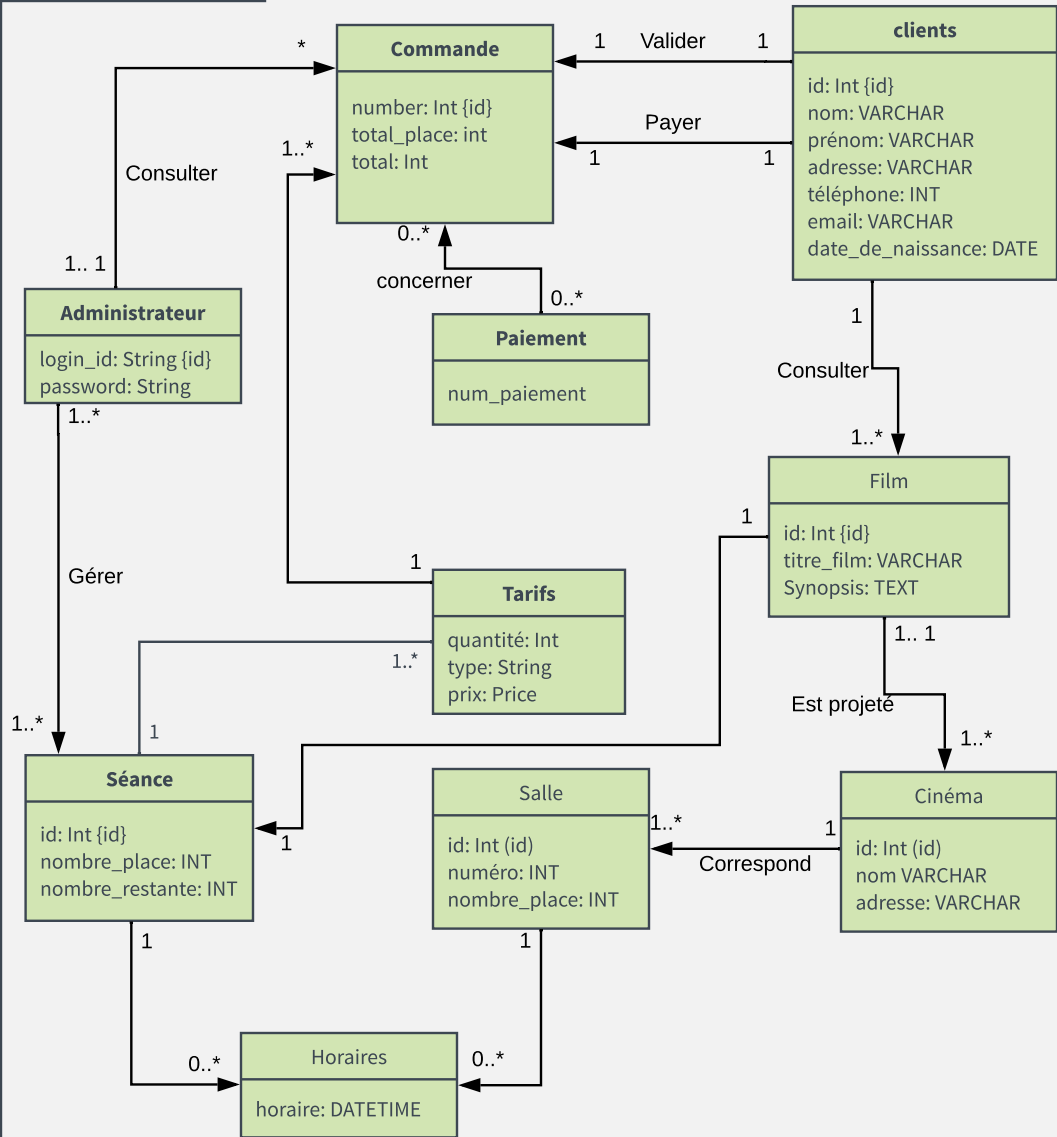 Commande
number: Int {id}
total_place: int
total: Int
clients
id: Int {id}
nom: VARCHAR
prénom: VARCHAR
adresse: VARCHAR
téléphone: INT
email: VARCHAR
date_de_naissance: DATE
1 Valider 1
Payer
1 1
*
Consulter
1.. 1
1..*
0..*
concerner
0..*
Administrateur
login_id: String {id}
password: String
Paiement
num_paiement
1
Consulter
1..*
Film
id: Int {id}
titre_film: VARCHAR
Synopsis: TEXT
1..*
Gérer
1..*
1
Tarifs
quantité: Int
type: String
prix: Price
1..*
1
1
1.. 1
Est projeté
1..*
Séance
id: Int {id}
nombre_place: INT
nombre_restante: INT
1
Salle
id: Int (id)
numéro: INT
nombre_place: INT
1..*
1
Correspond
Cinéma
id: Int (id)
nom VARCHAR
adresse: VARCHAR
1
0..*
1
0..*
Horaires
horaire: DATETIME